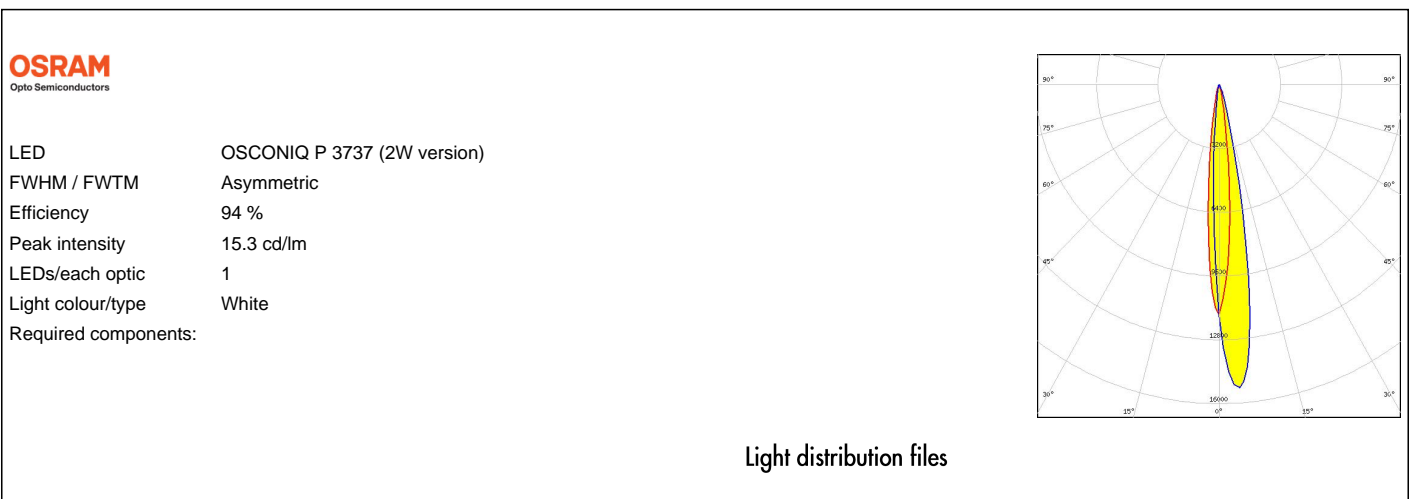 OSRAM
Opto Semiconductors
LED OSCONIQ P 3737 (2W version)
FWHM / FWTM Asymmetric
Efficiency 94 %
Peak intensity 15.3 cd/lm
LEDs/each optic 1
Light colour/type White
Required components:
90° 90°
75° 75°
3200
60° 60°
6400
45° 45°
9600
12800
30° 30°
16000
15° 0° 15°
Light distribution files